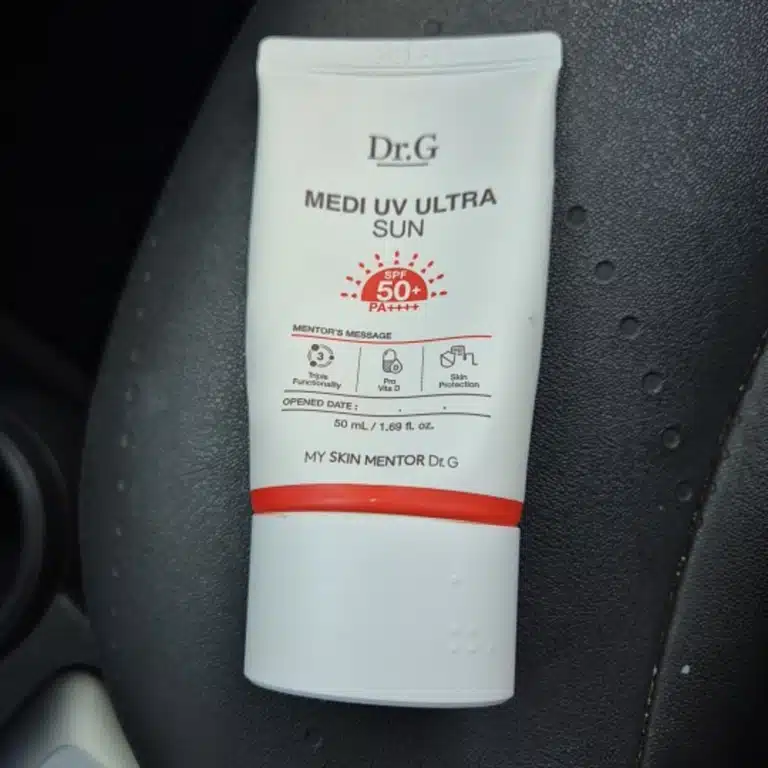 Dr.G
MEDI UV ULTRA
SUN
SPF
50+
PA++++
MENTOR'S MESSAGE
3
Triple
Functionality
Pro
Vita D
Skin
Protection
OPENED DATE : . .
50 mL / 1.69 fl. oz.
MY SKIN MENTOR Dr.G